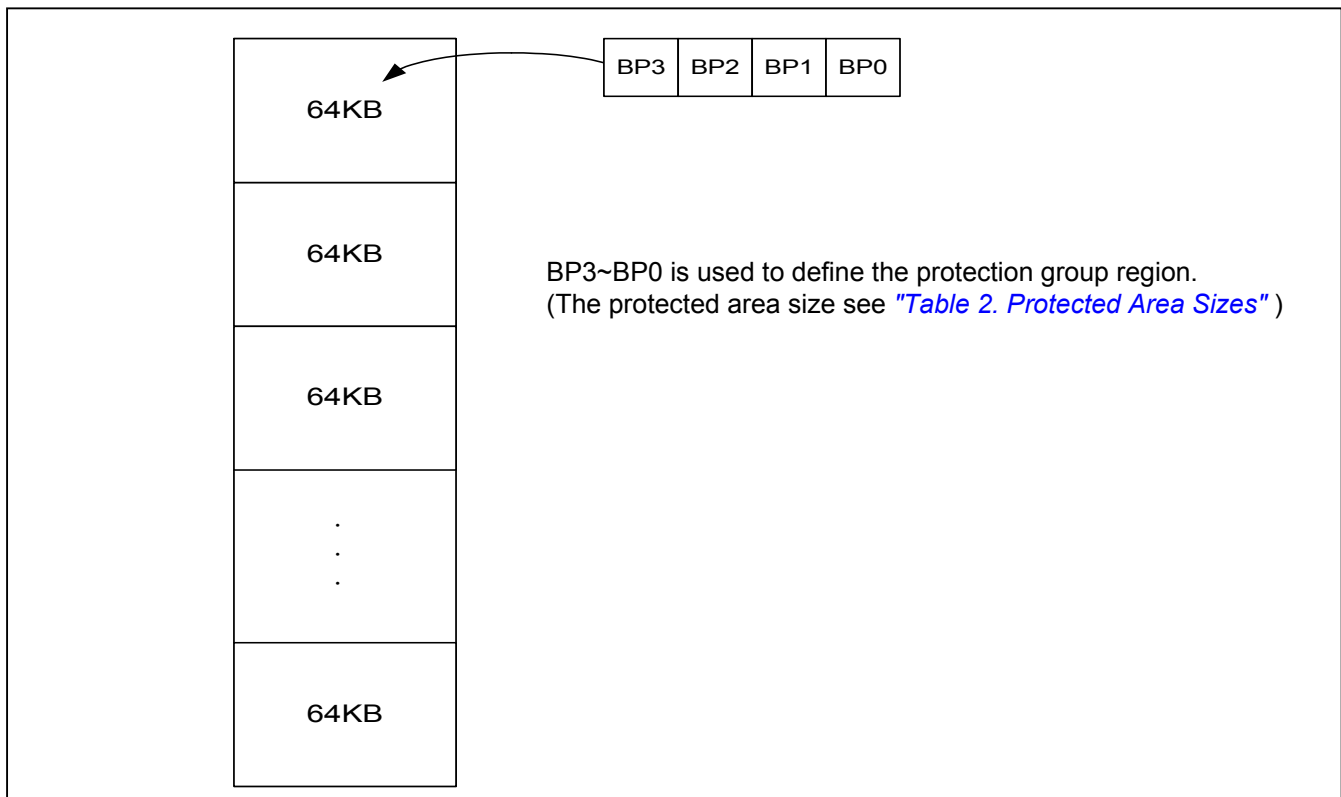 64KB
BP3 BP2 BP1 BP0
64KB
BP3~BP0 is used to define the protection group region.
(The protected area size see "Table 2. Protected Area Sizes" )
64KB
.
.
.
64KB